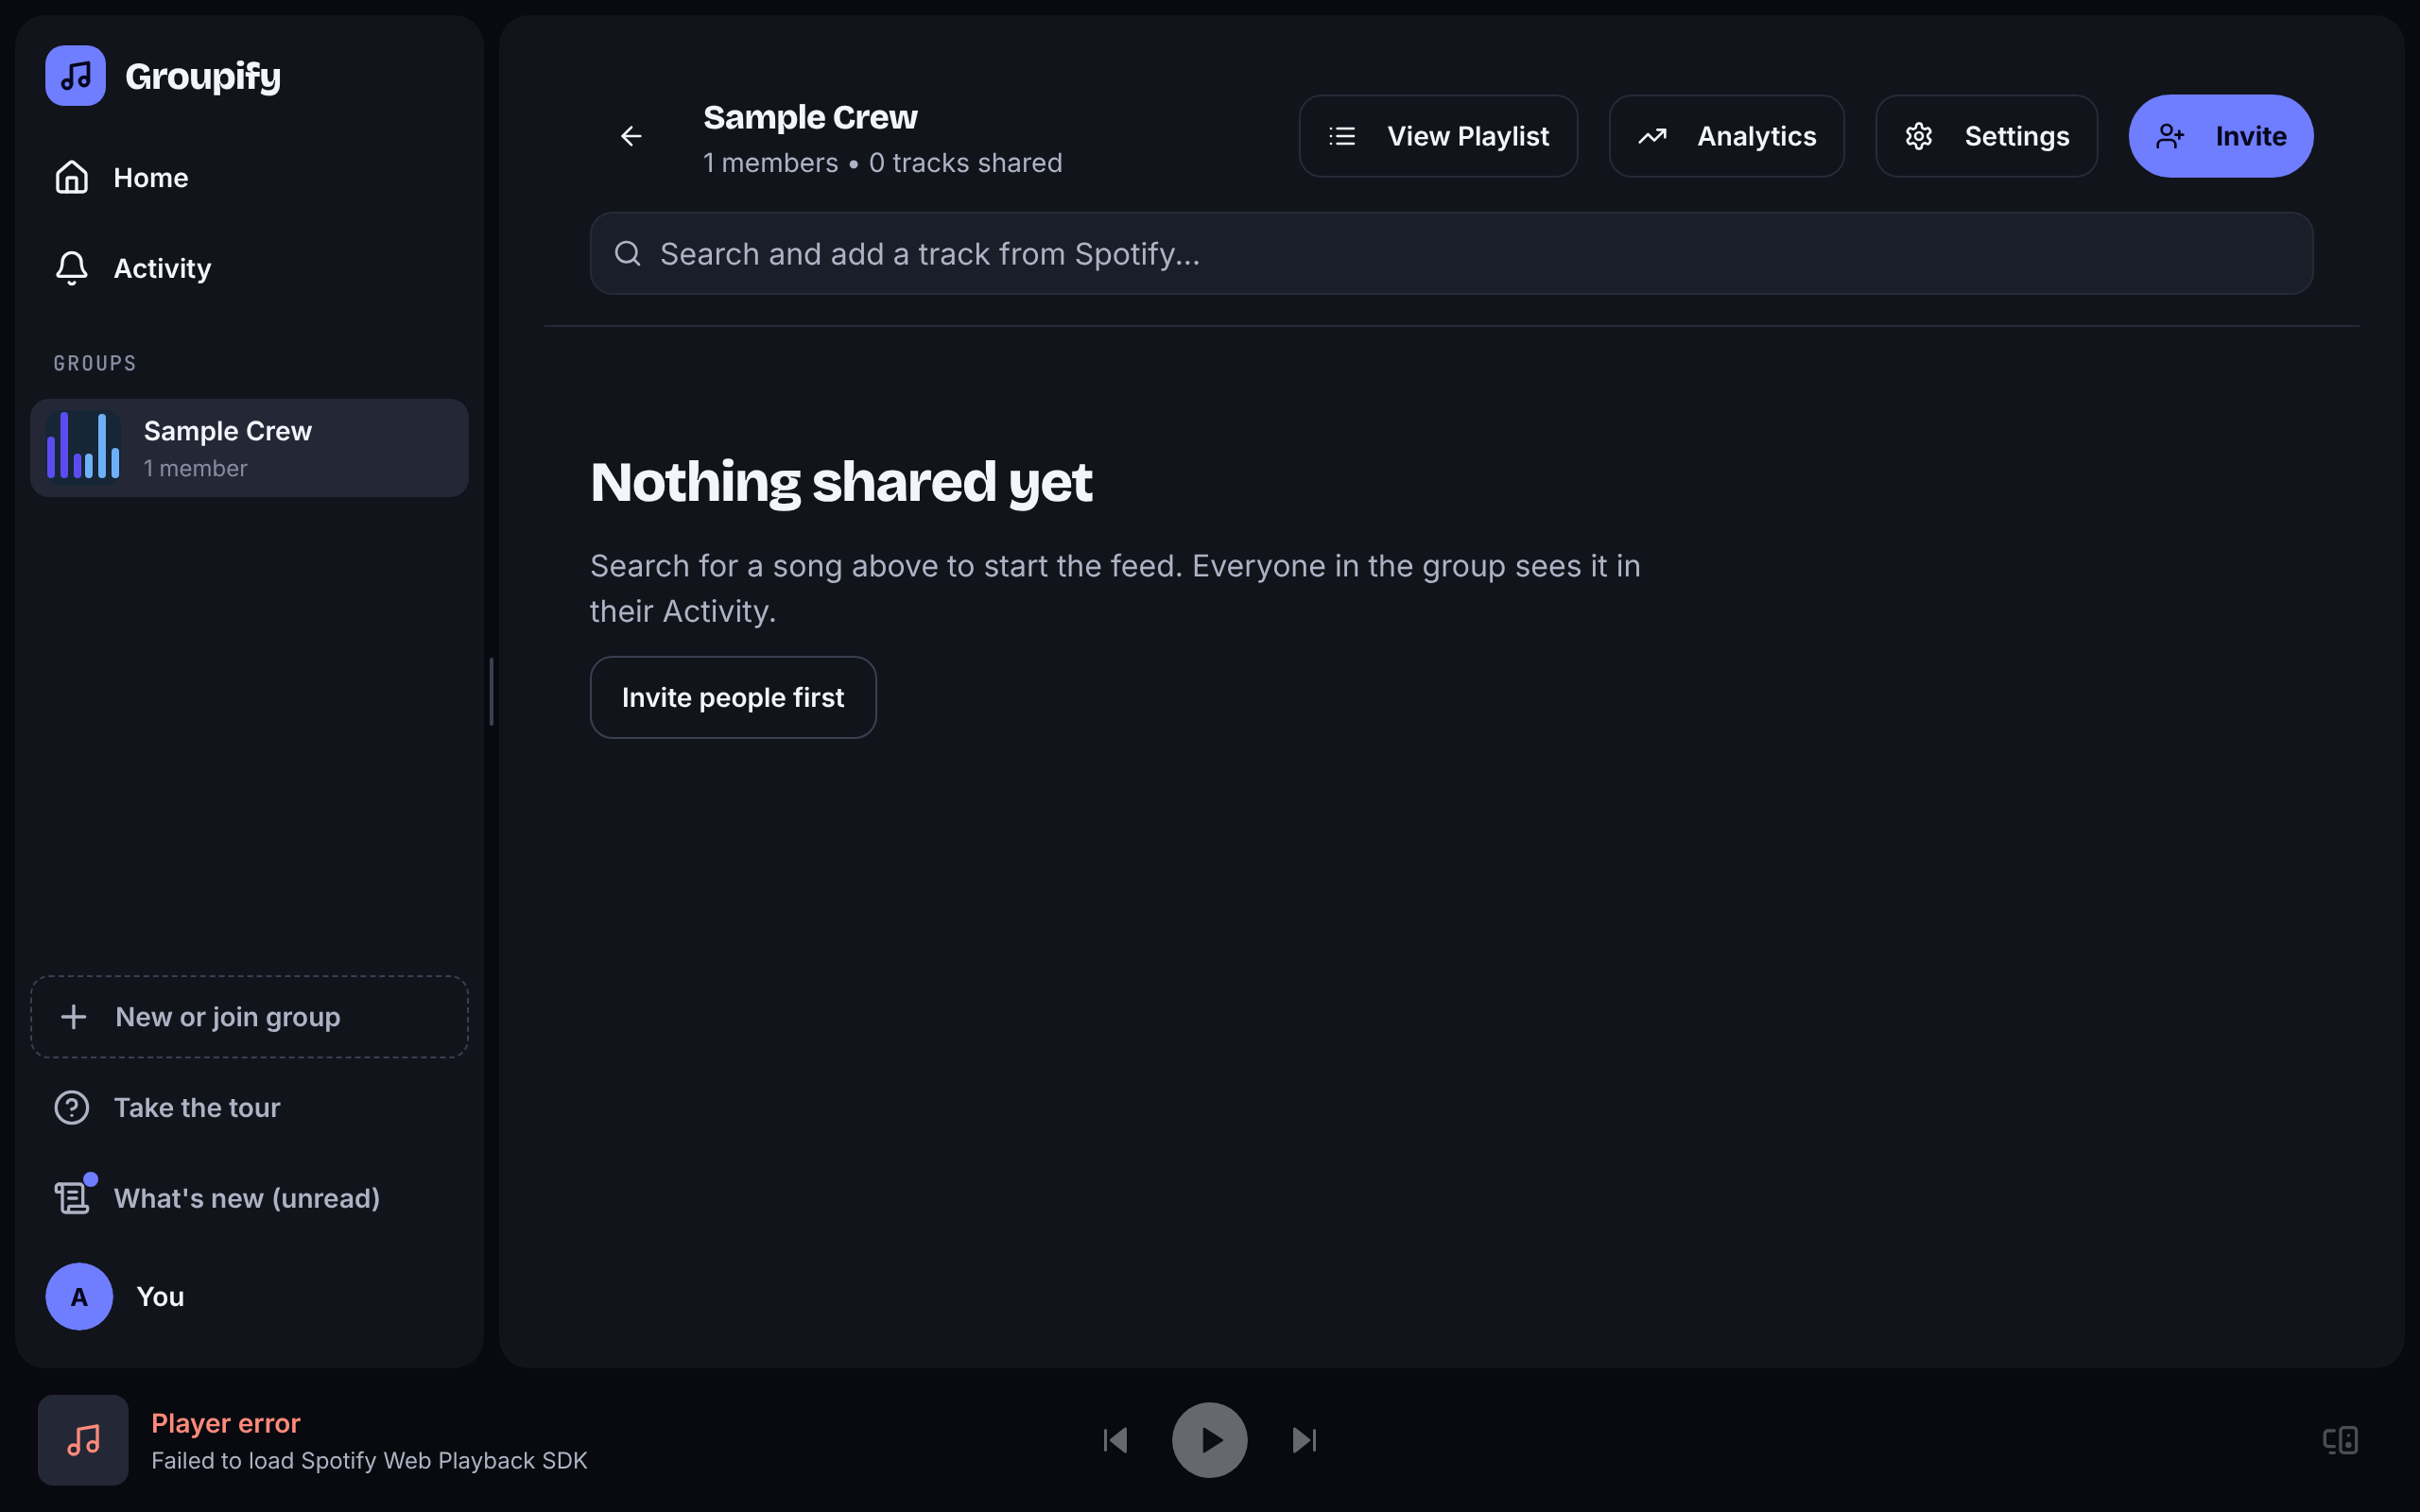 Groupify
Home
Activity
GROUPS
Sample Crew
1 member
New or join group
Take the tour
What's new (unread)
A
You
Sample Crew
1 members • 0 tracks shared
View Playlist
Analytics
Settings
Invite
Search and add a track from Spotify...
Nothing shared yet
Search for a song above to start the feed. Everyone in the group sees it in
their Activity.
Invite people first
Player error
Failed to load Spotify Web Playback SDK